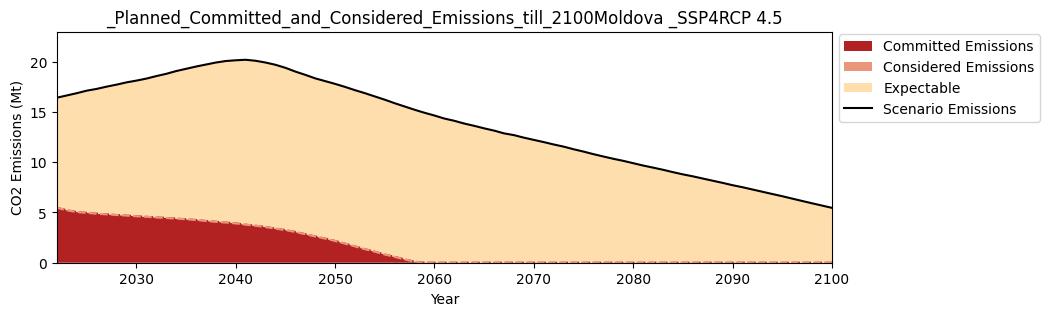 _Planned_Committed_and_Considered_Emissions_till_2100Moldova _SSP4RCP 4.5
CO2 Emissions (Mt)
20
15
10
5
0
2030 2040 2050 2060 2070 2080 2090 2100
Year
Committed Emissions
Considered Emissions
Expectable
Scenario Emissions